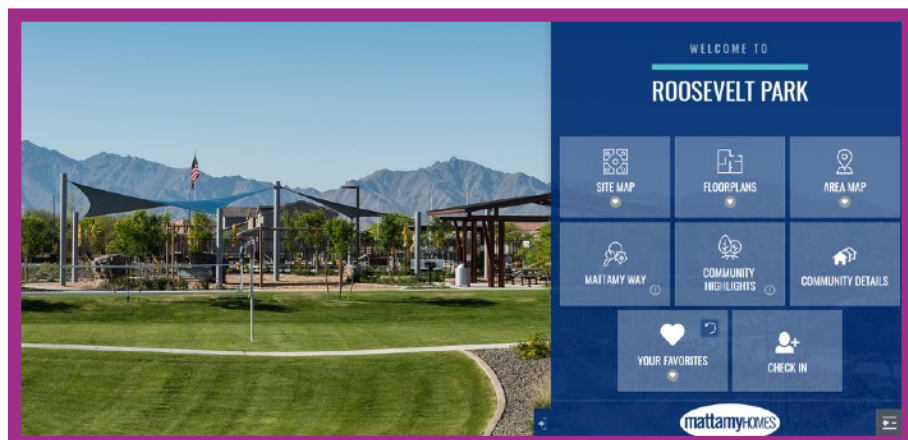 WELCOME TO
ROOSEVELT PARK
SITE MAP
FLOORPLANS
AREA MAP
MATTAMY WAY
COMMUNITY
HIGHLIGHTS
COMMUNITY DETAILS
YOUR FAVORITES
CHECK IN
mattamyHOMES